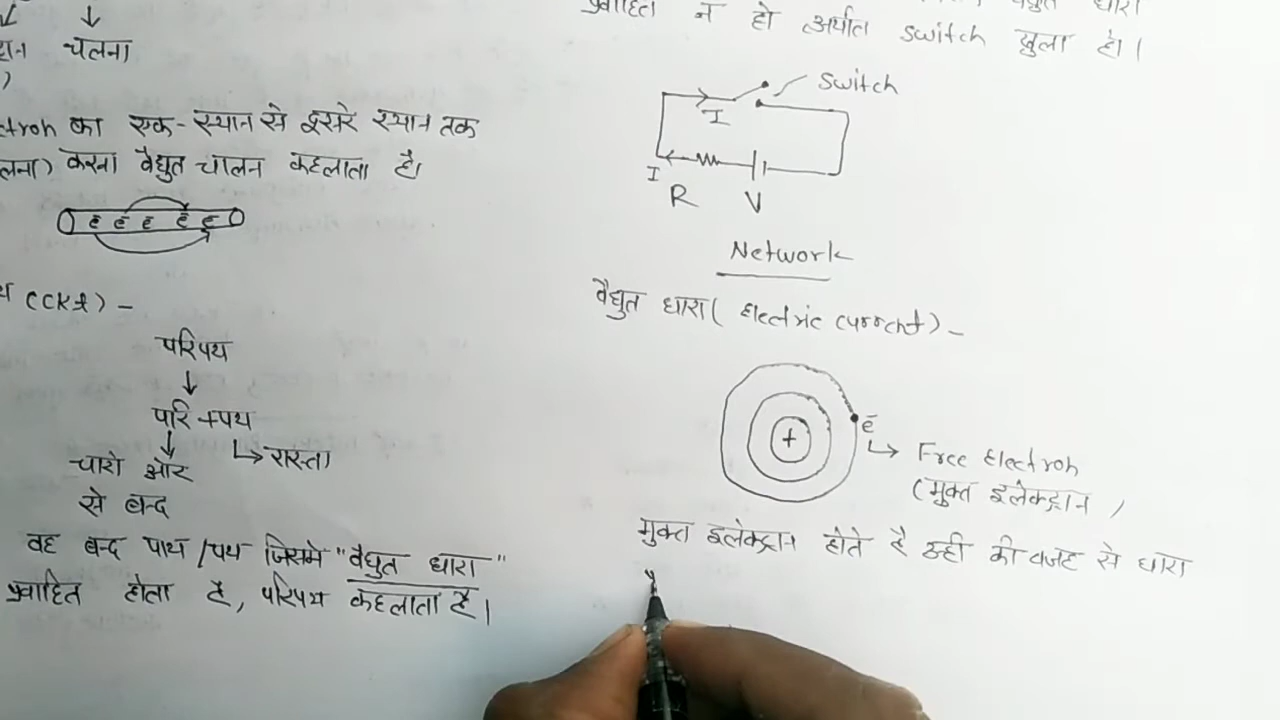 चलना
का एक-स्थान से दूसरे स्थान तक
करना वैद्युत चालन कहलाता है।
e̅ e̅ e̅ e̅ e̅
(CKt) -
परिपथ
परि +पथ
चारो ओर
रास्ता
से बन्द
वह बन्द पाथ /पथ जिसमे "वैद्युत धारा"
प्रवाहित होता है, परिपथ कहलाता है।
प्रवाहित न हो अर्थात switch खुला हो।
Switch
I
I
R V
Network
वैद्युत धारा( Electric current) -
+
e̅
Free electron
(मुक्त इलेक्ट्रान )
मुक्त इलेक्ट्रान होते है उन्ही की वजह से धारा